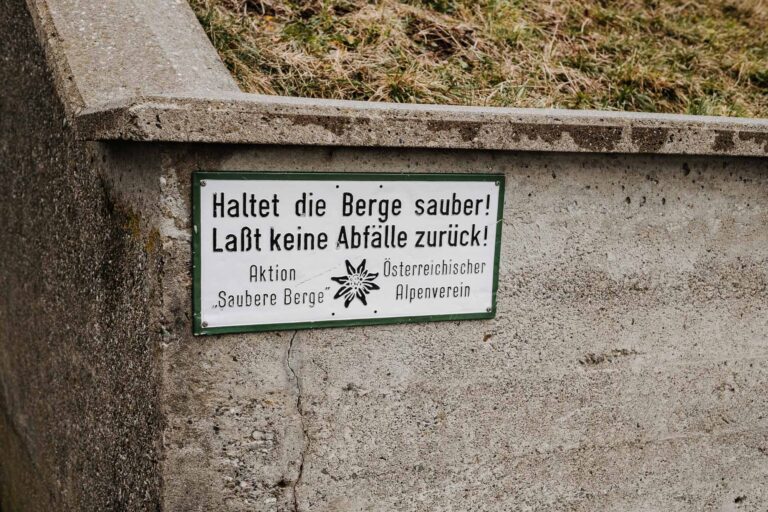 Haltet die Berge sauber!
Laßt keine Abfälle zurück!
Aktion Österreichischer
„Saubere Berge" Alpenverein